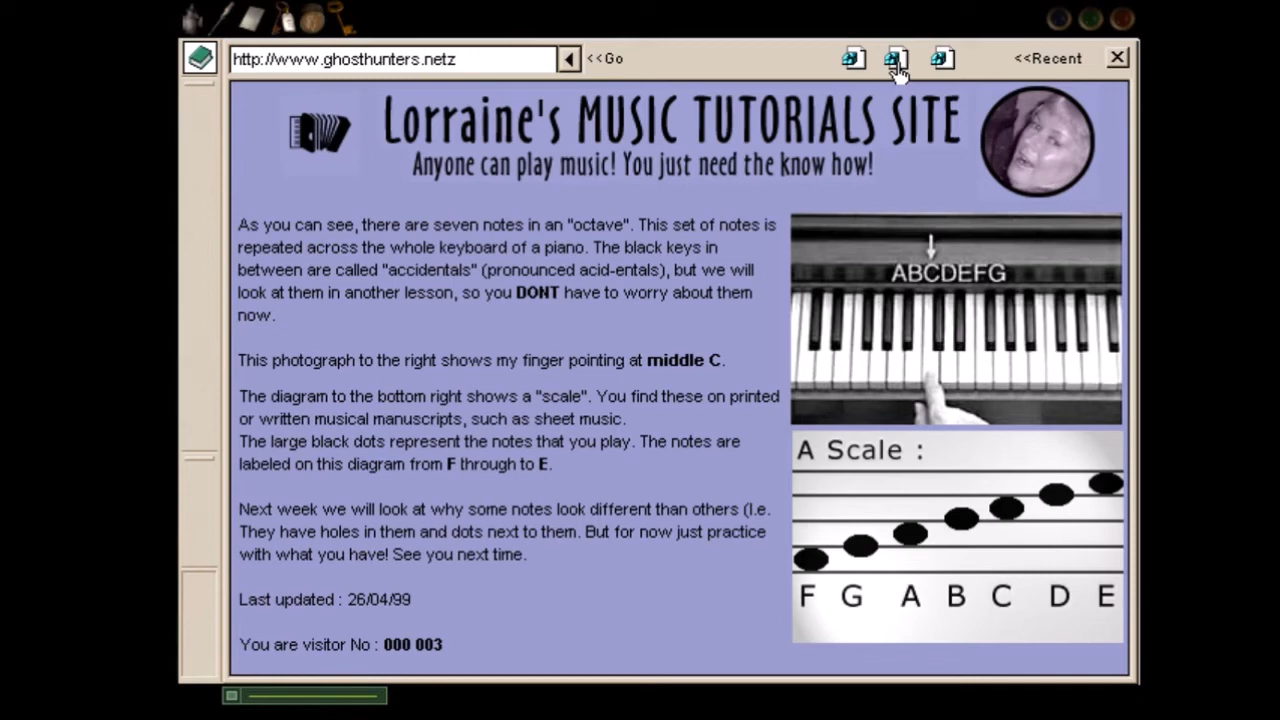 http://www.ghosthunters.netz
<<Go
<<Recent
Lorraine's MUSIC TUTORIALS SITE
Anyone can play music! You just need the know how!
As you can see, there are seven notes in an "octave". This set of notes is
repeated across the whole keyboard of a piano. The black keys in
between are called "accidentals" (pronounced acid-entals), but we will
look at them in another lesson, so you DONT have to worry about them
now.
This photograph to the right shows my finger pointing at middle C.
The diagram to the bottom right shows a "scale". You find these on printed
or written musical manuscripts, such as sheet music.
The large black dots represent the notes that you play. The notes are
labeled on this diagram from F through to E.
Next week we will look at why some notes look different than others (I.e.
They have holes in them and dots next to them. But for now just practice
with what you have! See you next time.
Last updated : 26/04/99
You are visitor No : 000 003
ABCDEFG
A Scale :
F G A B C D E